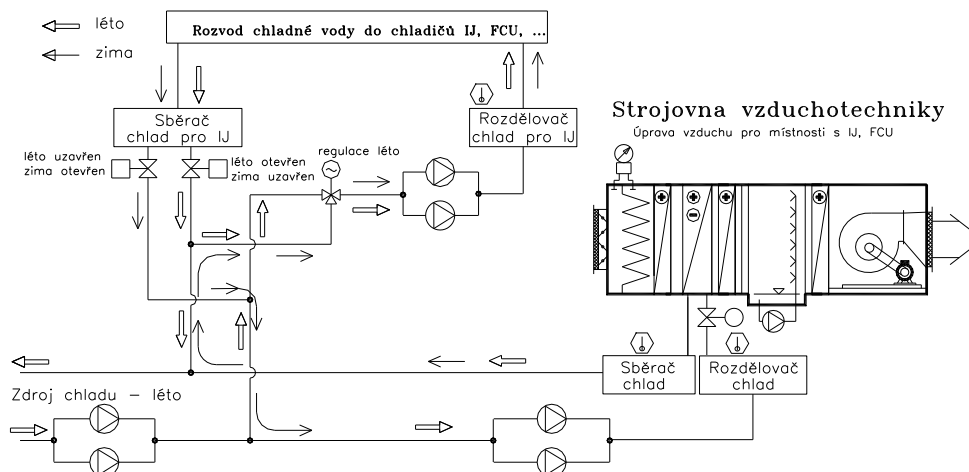 léto
zima
Rozvod chladné vody do chladičů IJ, FCU, ...
Sběrač
chlad pro IJ
Rozdělovač
chlad pro IJ
Strojovna vzduchotechniky
Úprava vzduchu pro místnosti s IJ, FCU
léto uzavřen
zima otevřen
léto otevřen
zima uzavřen
regulace léto
Sběrač
chlad
Rozdělovač
chlad
Zdroj chladu – léto